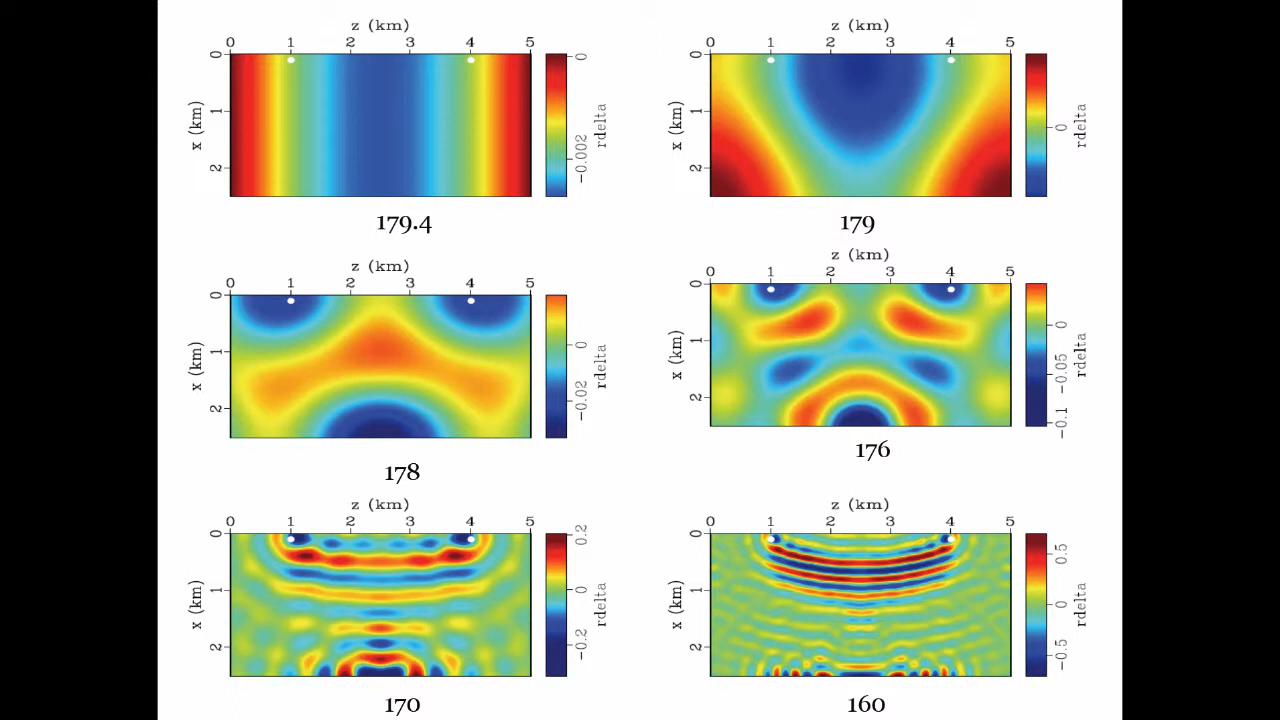 z (km)
0 1 2 3 4 5
x (km)
0 1 2
0 −0.002
rdelta
179.4
z (km)
0 1 2 3 4 5
x (km)
0 1 2
0
rdelta
179
z (km)
0 1 2 3 4 5
x (km)
0 1 2
0 −0.02
rdelta
178
z (km)
0 1 2 3 4 5
x (km)
0 1 2
0 −0.05 −0.1
rdelta
176
z (km)
0 1 2 3 4 5
x (km)
0 1 2
0.2 0 −0.2
rdelta
170
z (km)
0 1 2 3 4 5
x (km)
0 1 2
0.5 0 −0.5
rdelta
160